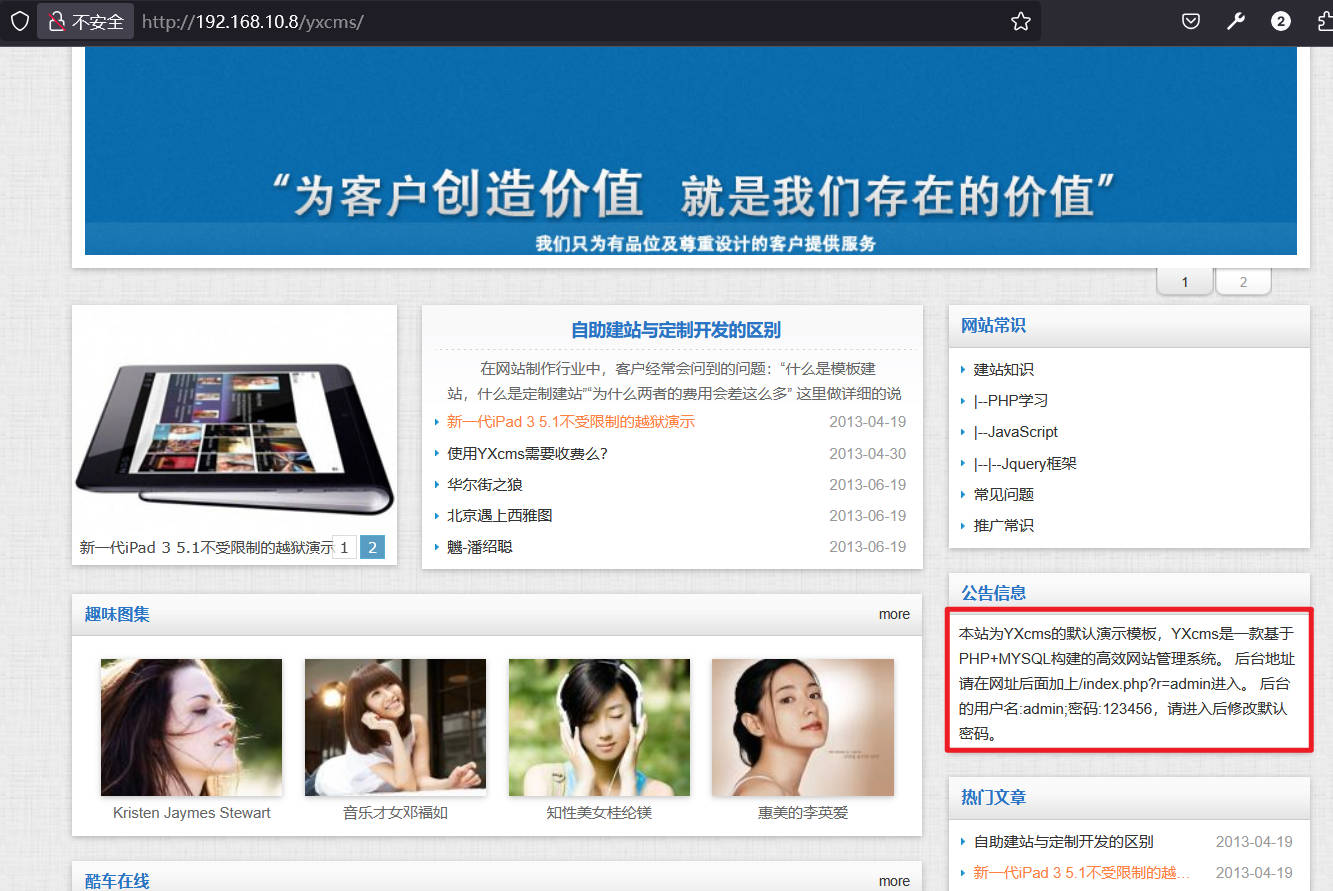 不安全 http://192.168.10.8/yxcms/
2
“为客户创造价值 就是我们存在的价值”
我们只为有品位及尊重设计的客户提供服务
1 2
新一代iPad 3 5.1不受限制的越狱演示 1 2
自助建站与定制开发的区别
在网站制作行业中，客户经常会问到的问题：“什么是模板建
站，什么是定制建站”“为什么两者的费用会差这么多” 这里做详细的说
新一代iPad 3 5.1不受限制的越狱演示 2013-04-19
使用YXcms需要收费么? 2013-04-30
华尔街之狼 2013-06-19
北京遇上西雅图 2013-06-19
魑-潘绍聪 2013-06-19
网站常识
建站知识
|--PHP学习
|--JavaScript
|--|--Jquery框架
常见问题
推广常识
趣味图集 more
Kristen Jaymes Stewart
音乐才女邓福如
知性美女桂纶镁
惠美的李英爱
酷车在线 more
公告信息
本站为YXcms的默认演示模板，YXcms是一款基于
PHP+MYSQL构建的高效网站管理系统。 后台地址
请在网址后面加上/index.php?r=admin进入。 后台
的用户名:admin;密码:123456，请进入后修改默认
密码。
热门文章
自助建站与定制开发的区别 2013-04-19
新一代iPad 3 5.1不受限制的越... 2013-04-19